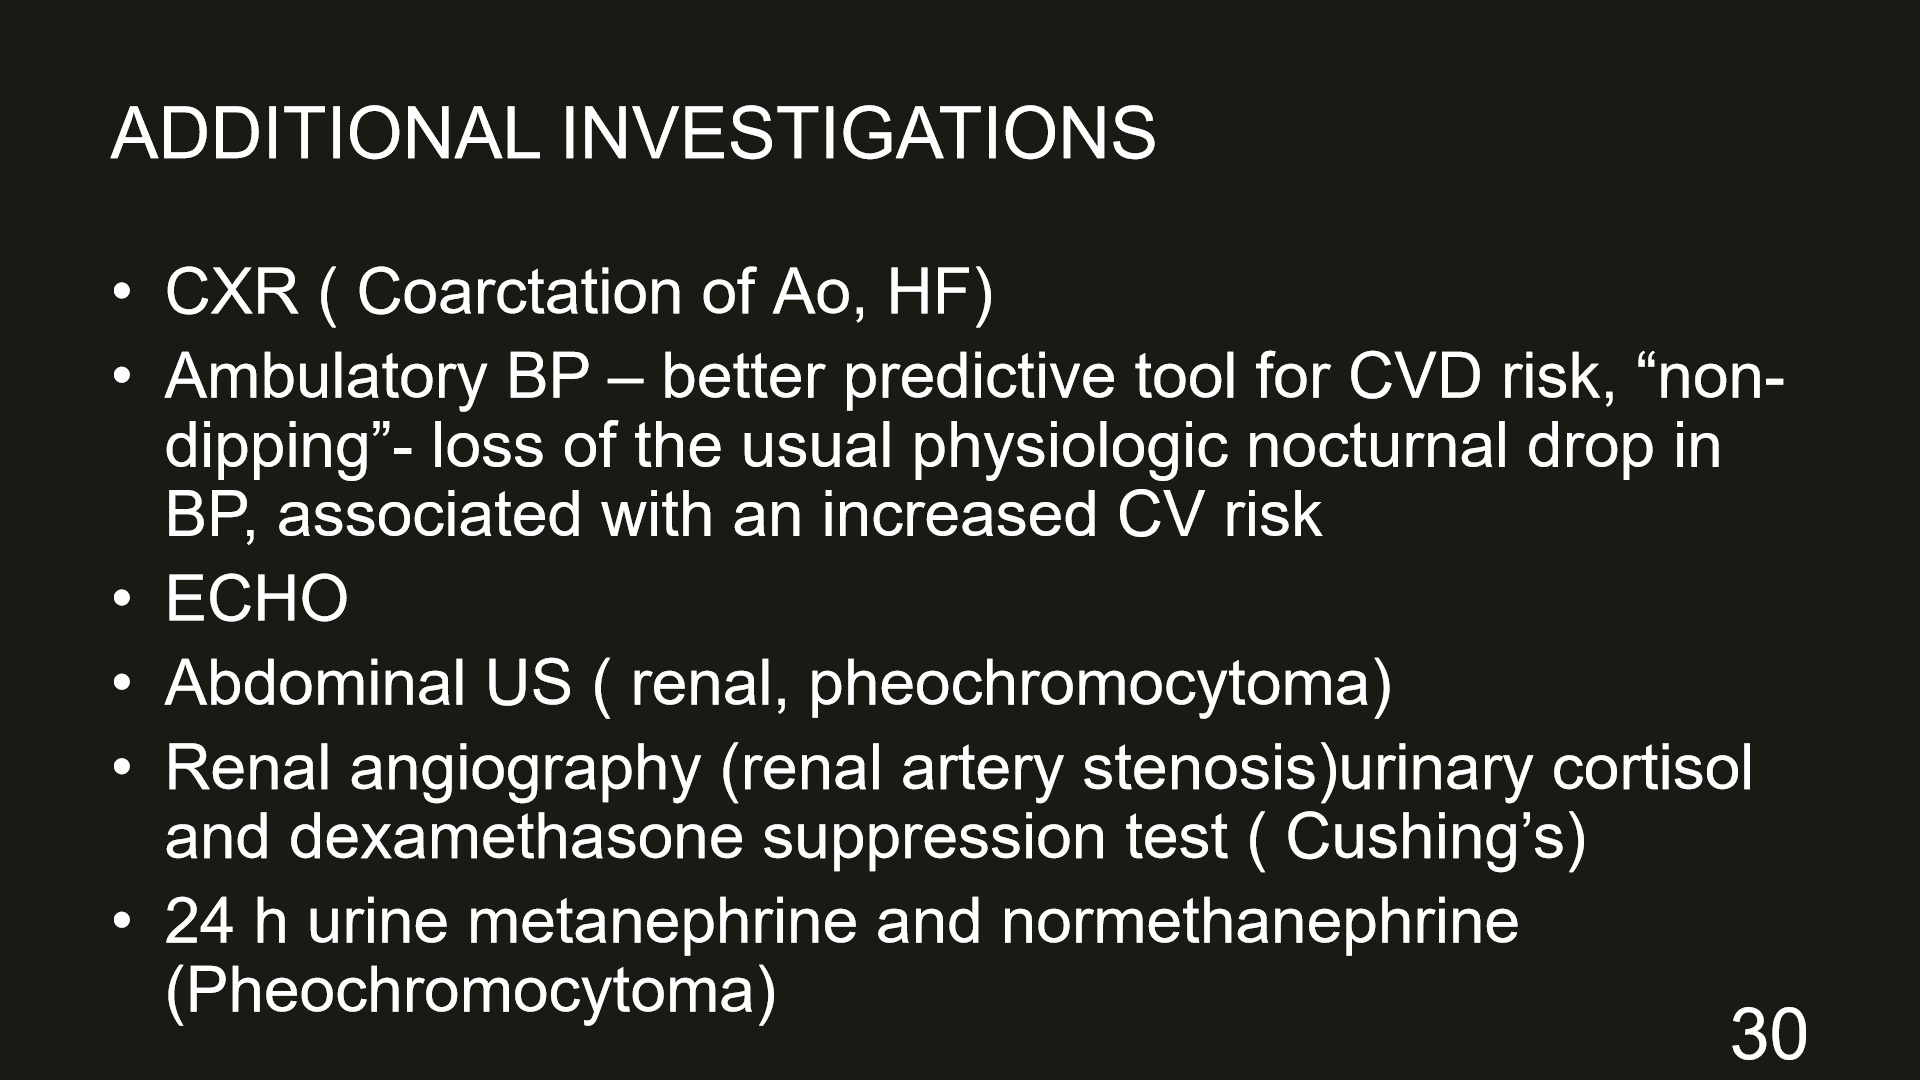 ADDITIONAL INVESTIGATIONS
• CXR ( Coarctation of Ao, HF)
• Ambulatory BP – better predictive tool for CVD risk, “non-
dipping”- loss of the usual physiologic nocturnal drop in
BP, associated with an increased CV risk
• ECHO
• Abdominal US ( renal, pheochromocytoma)
• Renal angiography (renal artery stenosis)urinary cortisol
and dexamethasone suppression test ( Cushing’s)
• 24 h urine metanephrine and normethanephrine
(Pheochromocytoma)
30